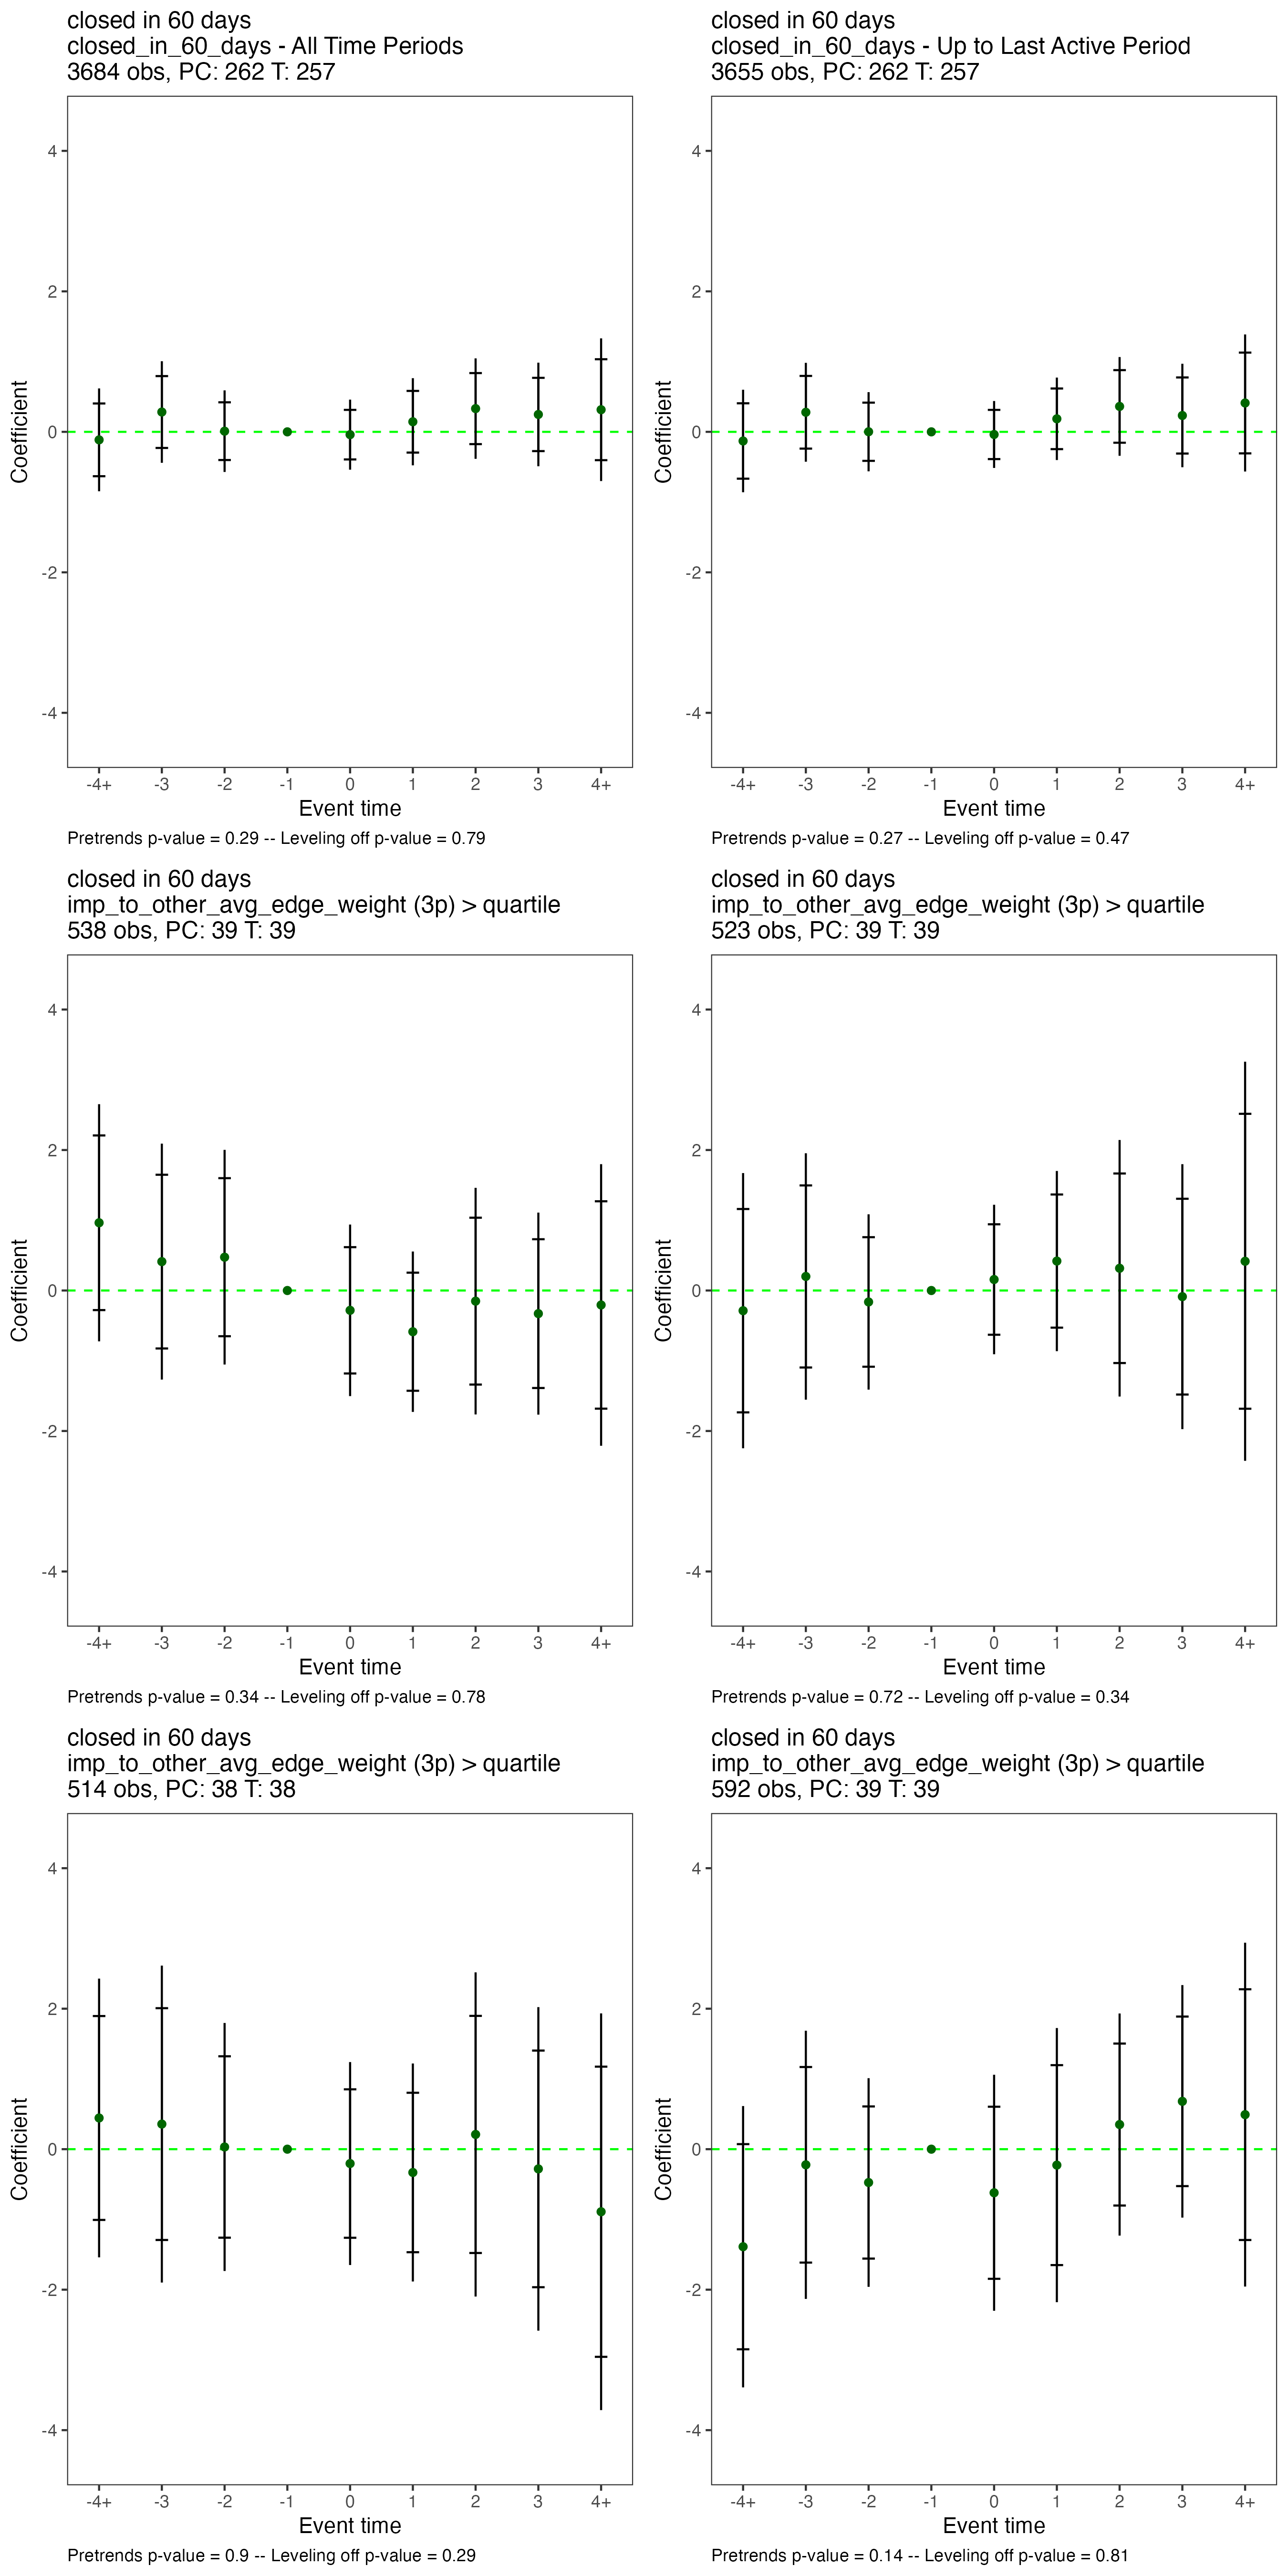 closed in 60 days
closed_in_60_days - All Time Periods
3684 obs, PC: 262 T: 257
4
2
0
-2
-4
Coefficient
-4+ -3 -2 -1 0 1 2 3 4+
Event time
Pretrends p-value = 0.29 -- Leveling off p-value = 0.79
closed in 60 days
closed_in_60_days - Up to Last Active Period
3655 obs, PC: 262 T: 257
4
2
0
-2
-4
Coefficient
-4+ -3 -2 -1 0 1 2 3 4+
Event time
Pretrends p-value = 0.27 -- Leveling off p-value = 0.47
closed in 60 days
imp_to_other_avg_edge_weight (3p) > quartile
538 obs, PC: 39 T: 39
4
2
0
-2
-4
Coefficient
-4+ -3 -2 -1 0 1 2 3 4+
Event time
Pretrends p-value = 0.34 -- Leveling off p-value = 0.78
closed in 60 days
imp_to_other_avg_edge_weight (3p) > quartile
523 obs, PC: 39 T: 39
4
2
0
-2
-4
Coefficient
-4+ -3 -2 -1 0 1 2 3 4+
Event time
Pretrends p-value = 0.72 -- Leveling off p-value = 0.34
closed in 60 days
imp_to_other_avg_edge_weight (3p) > quartile
514 obs, PC: 38 T: 38
4
2
0
-2
-4
Coefficient
-4+ -3 -2 -1 0 1 2 3 4+
Event time
Pretrends p-value = 0.9 -- Leveling off p-value = 0.29
closed in 60 days
imp_to_other_avg_edge_weight (3p) > quartile
592 obs, PC: 39 T: 39
4
2
0
-2
-4
Coefficient
-4+ -3 -2 -1 0 1 2 3 4+
Event time
Pretrends p-value = 0.14 -- Leveling off p-value = 0.81